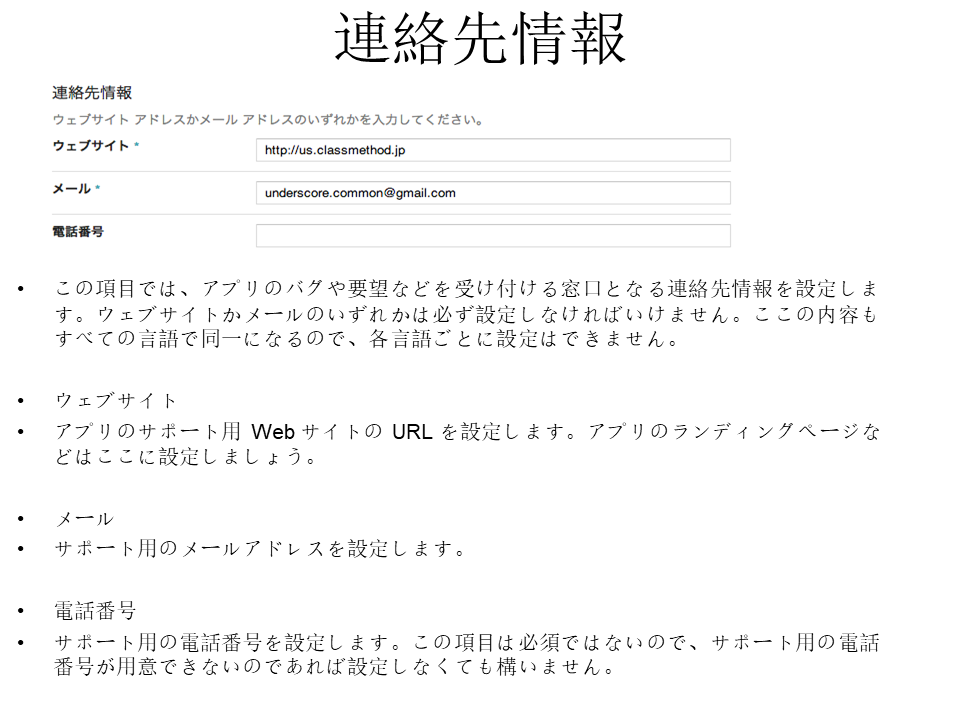 連絡先情報
連絡先情報
ウェブサイト アドレスかメール アドレスのいずれかを入力してください。
ウェブサイト *
http://us.classmethod.jp
メール *
underscore.common@gmail.com
電話番号
• この項目では、アプリのバグや要望などを受け付ける窓口となる連絡先情報を設定しま
す。ウェブサイトかメールのいずれかは必ず設定しなければいけません。ここの内容も
すべての言語で同一になるので、各言語ごとに設定はできません。
• ウェブサイト
• アプリのサポート用 Web サイトの URL を設定します。アプリのランディングページな
どはここに設定しましょう。
• メール
• サポート用のメールアドレスを設定します。
• 電話番号
• サポート用の電話番号を設定します。この項目は必須ではないので、サポート用の電話
番号が用意できないのであれば設定しなくても構いません。